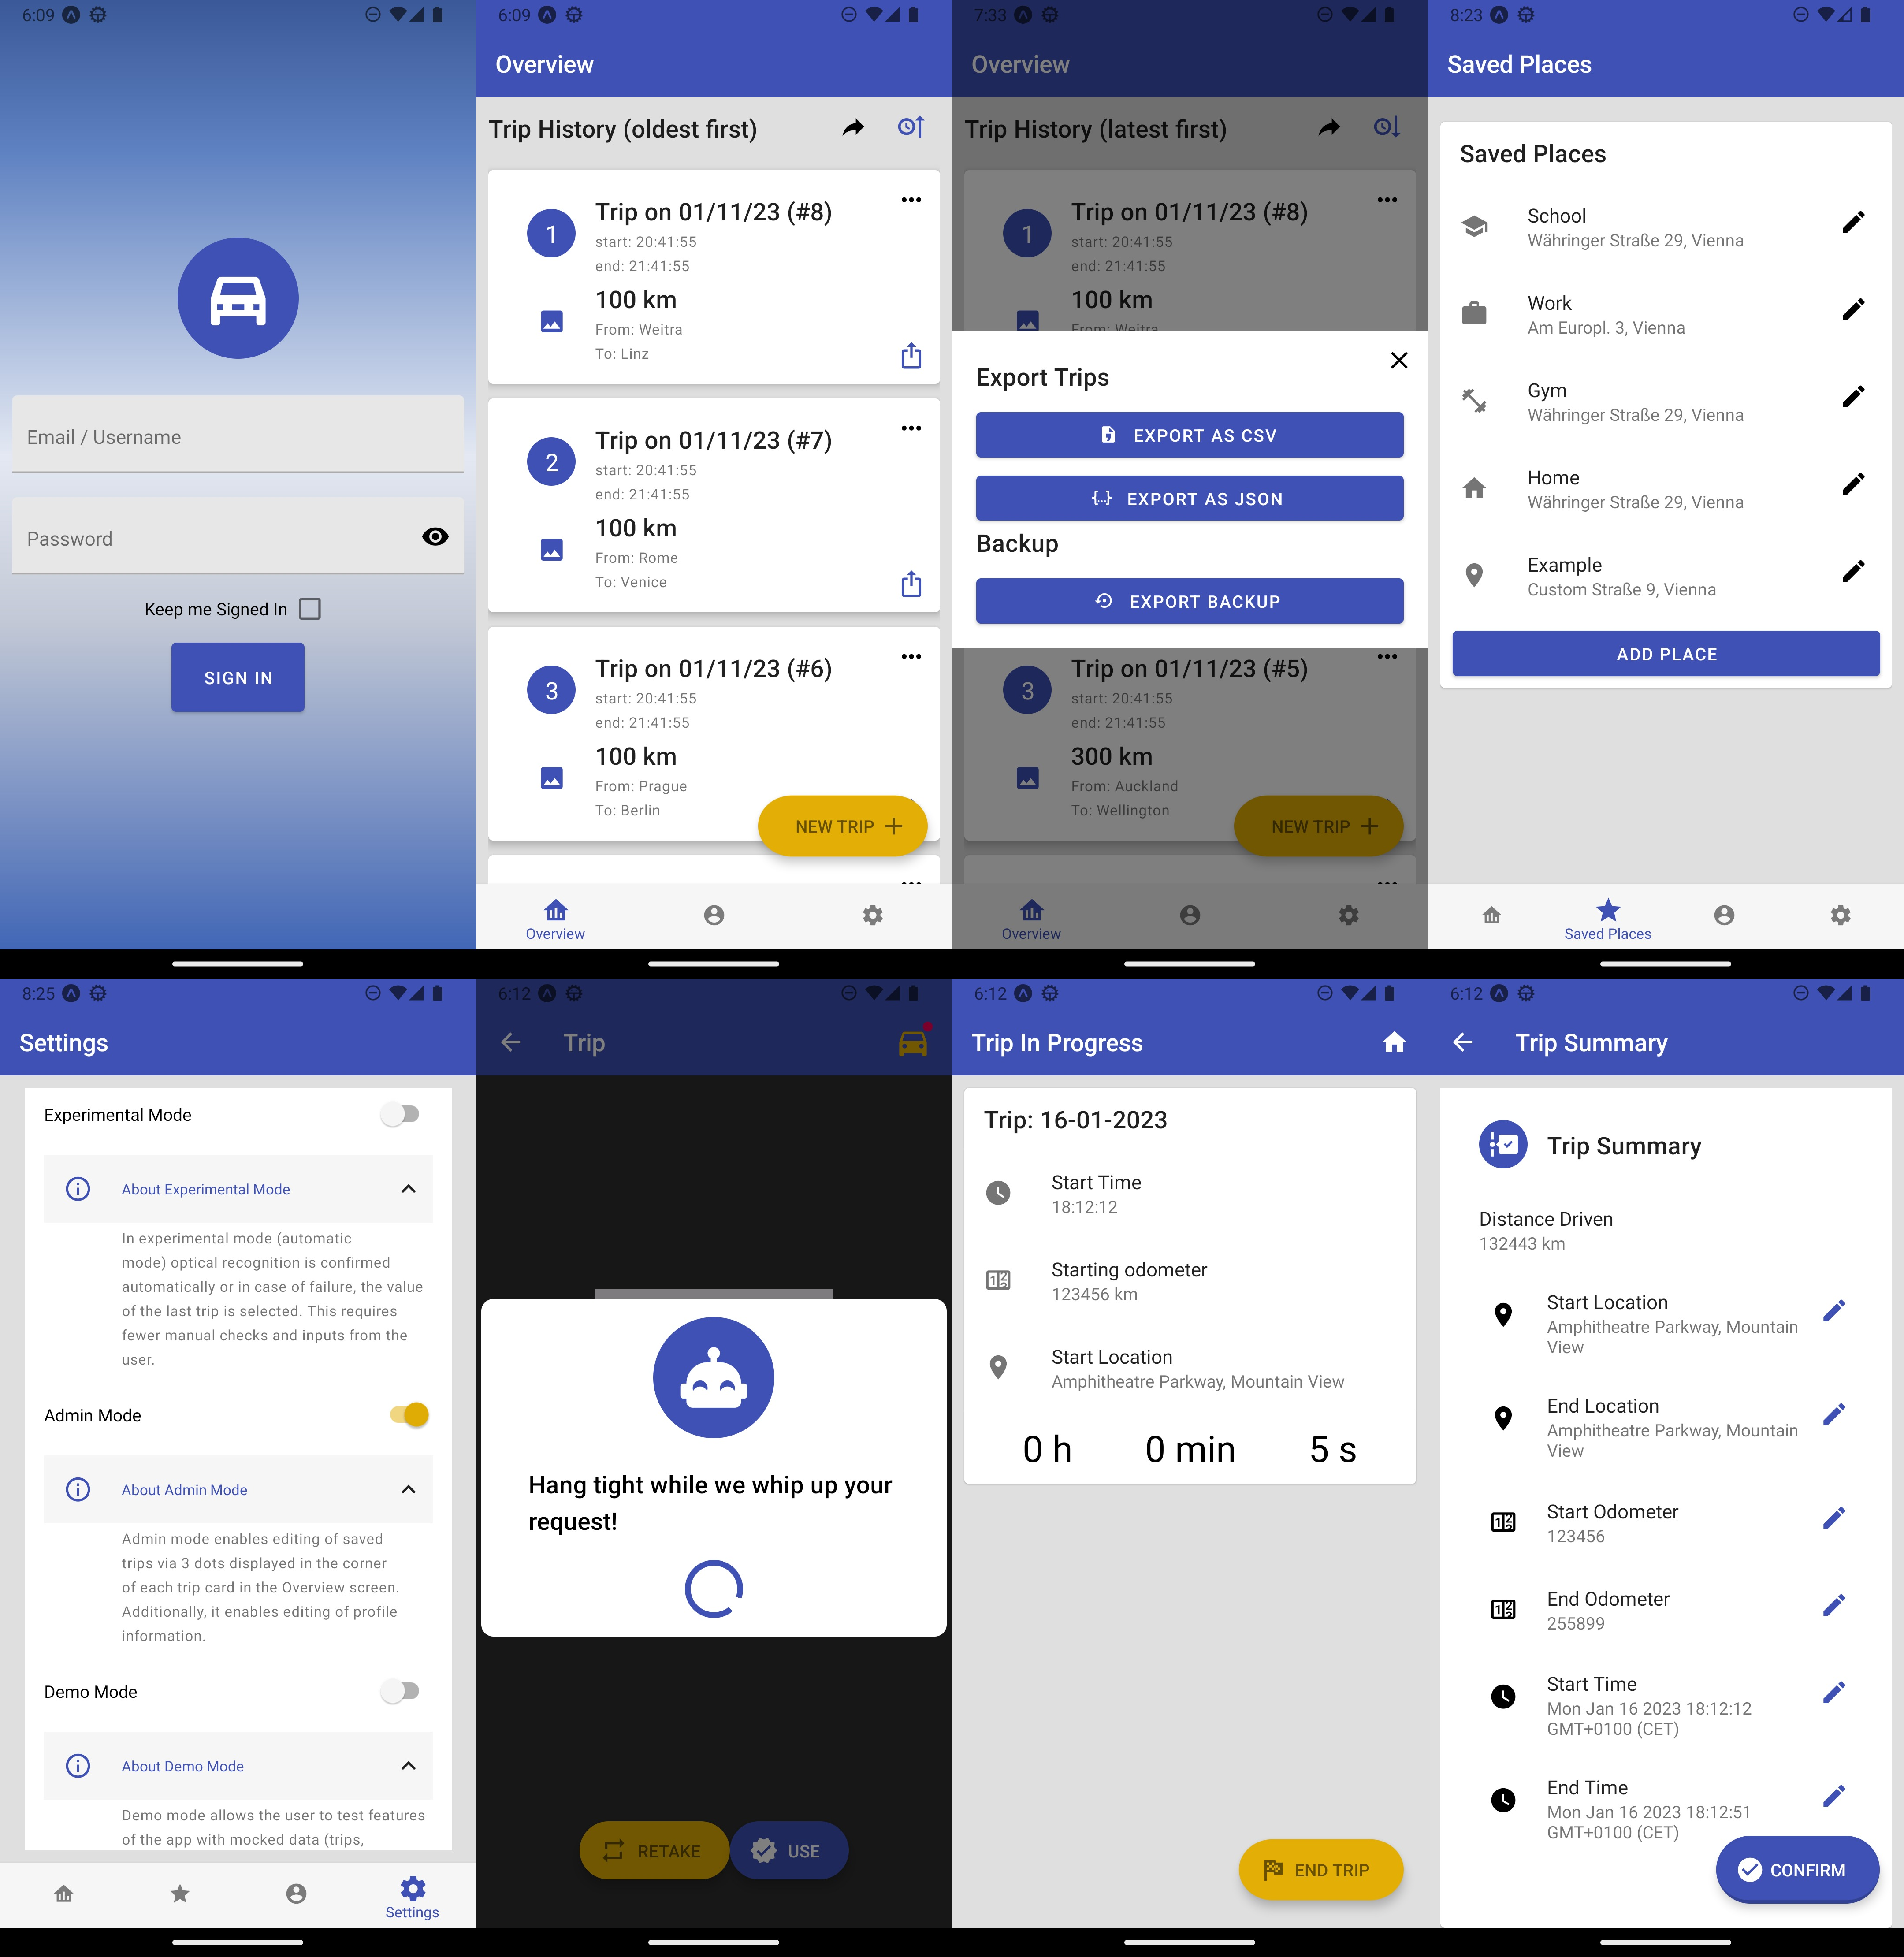 6:09
Email / Username
Password
Keep me Signed In
SIGN IN
6:09
Overview
Trip History (oldest first)
1
Trip on 01/11/23 (#8)
start: 20:41:55
end: 21:41:55
100 km
From: Weitra
To: Linz
2
Trip on 01/11/23 (#7)
start: 20:41:55
end: 21:41:55
100 km
From: Rome
To: Venice
3
Trip on 01/11/23 (#6)
start: 20:41:55
end: 21:41:55
100 km
From: Prague
To: Berlin
NEW TRIP
Overview
7:33
Overview
Trip History (latest first)
1
Trip on 01/11/23 (#8)
start: 20:41:55
end: 21:41:55
100 km
From: Weitra
Export Trips
EXPORT AS CSV
EXPORT AS JSON
Backup
EXPORT BACKUP
3
Trip on 01/11/23 (#5)
start: 20:41:55
end: 21:41:55
300 km
From: Auckland
To: Wellington
NEW TRIP
Overview
8:23
Saved Places
Saved Places
School
Währinger Straße 29, Vienna
Work
Am Europl. 3, Vienna
Gym
Währinger Straße 29, Vienna
Home
Währinger Straße 29, Vienna
Example
Custom Straße 9, Vienna
ADD PLACE
Saved Places
8:25
Settings
Experimental Mode
About Experimental Mode
In experimental mode (automatic
mode) optical recognition is confirmed
automatically or in case of failure, the value
of the last trip is selected. This requires
fewer manual checks and inputs from the
user.
Admin Mode
About Admin Mode
Admin mode enables editing of saved
trips via 3 dots displayed in the corner
of each trip card in the Overview screen.
Additionally, it enables editing of profile
information.
Demo Mode
About Demo Mode
Demo mode allows the user to test features
of the app with mocked data (trips,
Settings
6:12
Trip
Hang tight while we whip up your
request!
RETAKE
USE
6:12
Trip In Progress
Trip: 16-01-2023
Start Time
18:12:12
Starting odometer
123456 km
Start Location
Amphitheatre Parkway, Mountain View
0 h 0 min 5 s
END TRIP
6:12
Trip Summary
Trip Summary
Distance Driven
132443 km
Start Location
Amphitheatre Parkway, Mountain
View
End Location
Amphitheatre Parkway, Mountain
View
Start Odometer
123456
End Odometer
255899
Start Time
Mon Jan 16 2023 18:12:12
GMT+0100 (CET)
End Time
Mon Jan 16 2023 18:12:51
GMT+0100 (CET)
CONFIRM